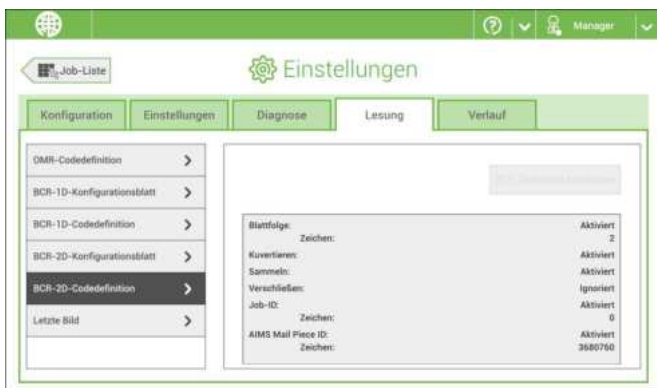 Manager
Job-Liste
Einstellungen
Konfiguration
Einstellungen
Diagnose
Lesung
Verlauf
OMR-Codedefinition
BCR-1D-Konfigurationsblatt
BCR-1D-Codedefinition
BCR-2D-Konfigurationsblatt
BCR-2D-Codedefinition
Letzte Bild
Blattfolge: Aktiviert
Zeichen: 2
Kuvertieren: Aktiviert
Sammeln: Aktiviert
Verschließen: Ignoriert
Job-ID: Aktiviert
Zeichen: 0
AIMS Mail Piece ID: Aktiviert
Zeichen: 3680760